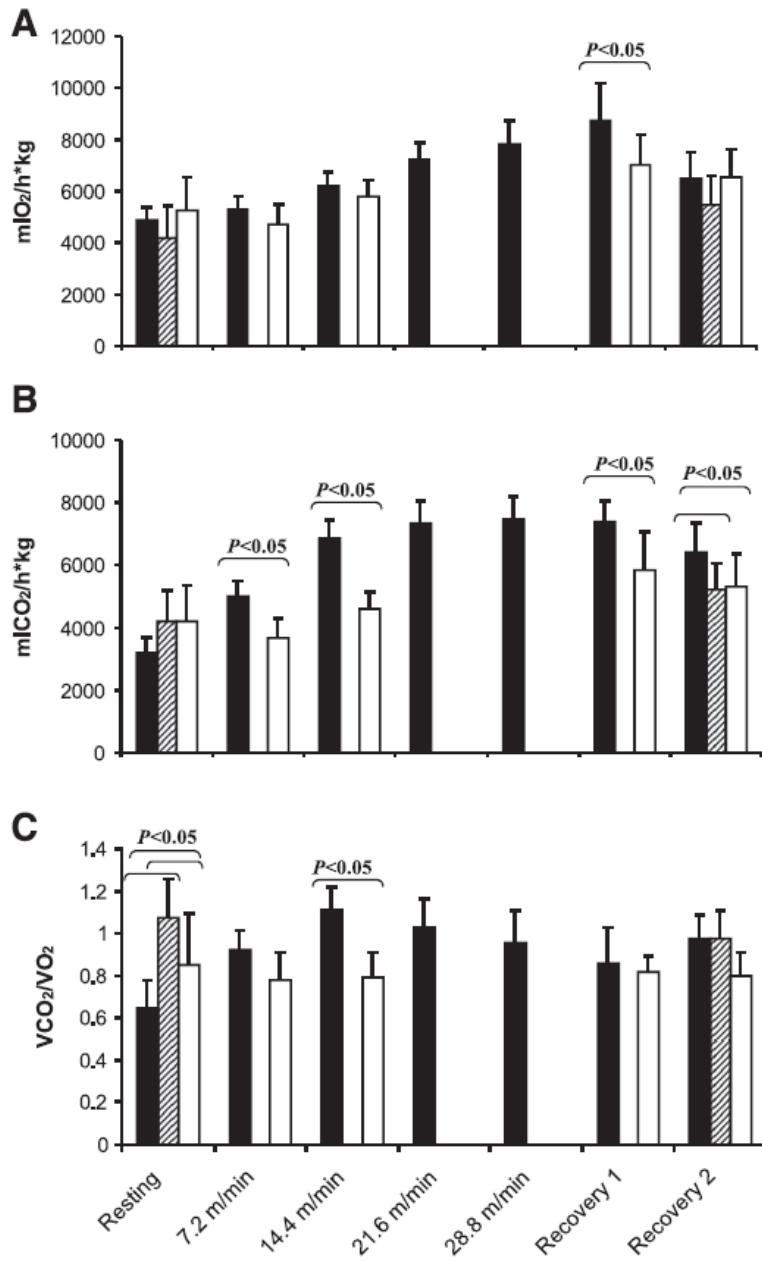 A
12000
10000
8000
6000
4000
2000
0
mlO₂/h*kg
P<0.05
B
10000
8000
6000
4000
2000
0
mlCO₂/h*kg
P<0.05
P<0.05
P<0.05
P<0.05
C
1.4
1.2
1
0.8
0.6
0.4
0.2
0
VCO₂/VO₂
P<0.05
P<0.05
Resting
7.2 m/min
14.4 m/min
21.6 m/min
28.8 m/min
Recovery 1
Recovery 2